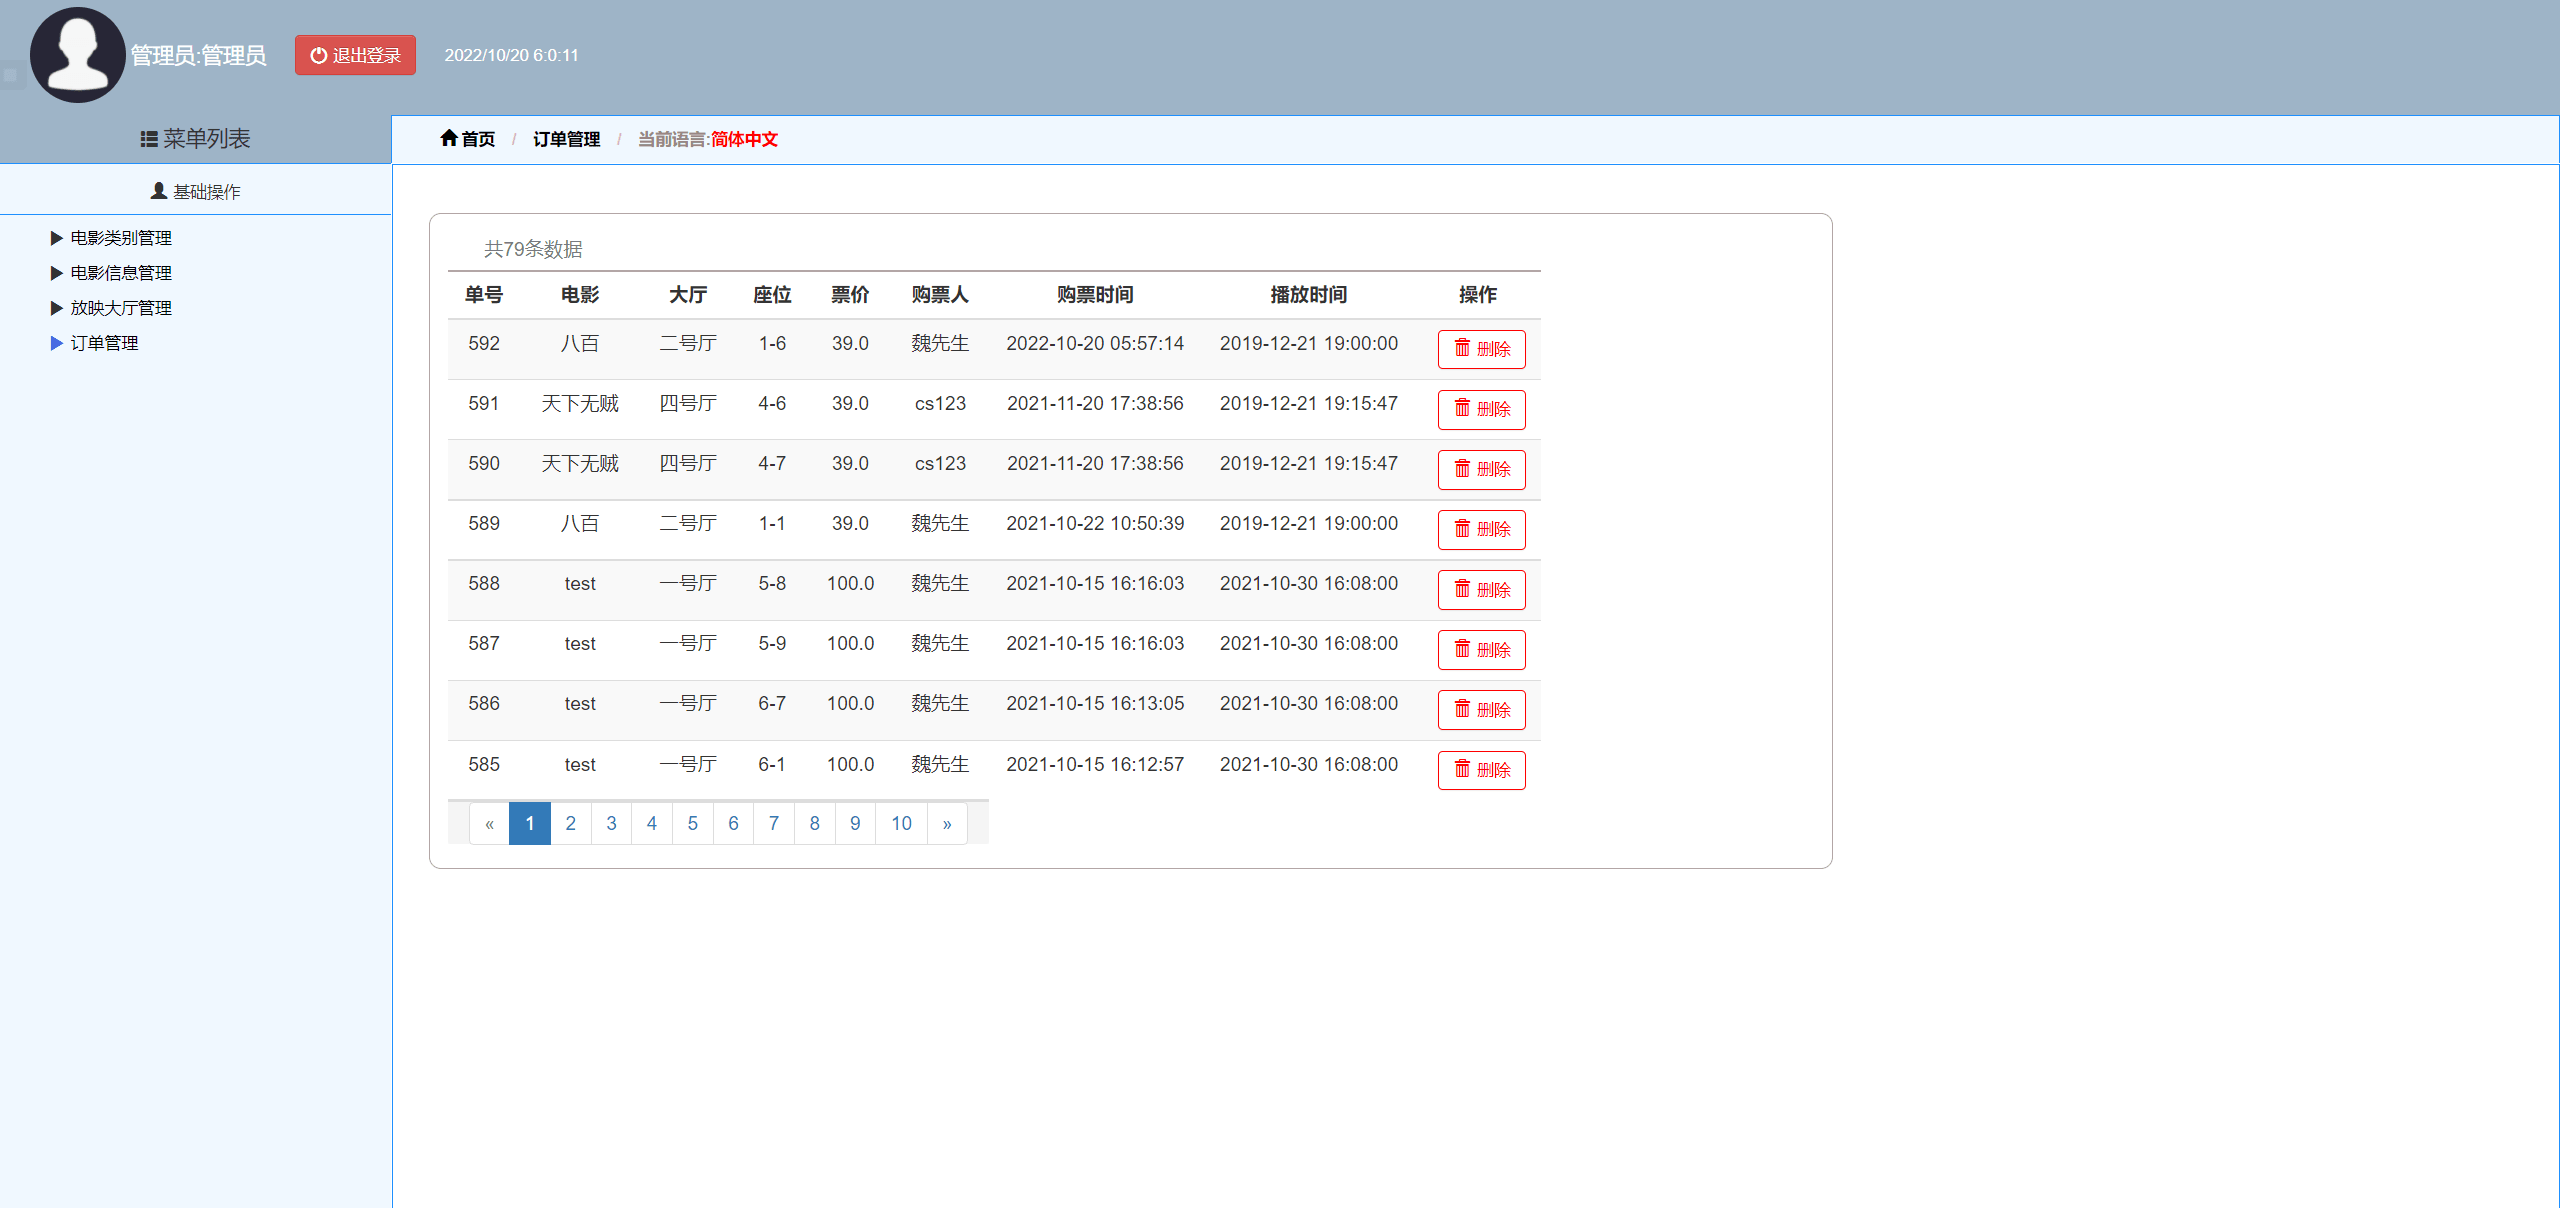 管理员:管理员 退出登录 2022/10/20 6:0:11
菜单列表
首页 / 订单管理 / 当前语言:简体中文
基础操作
电影类别管理
电影信息管理
放映大厅管理
订单管理
共79条数据
单号 电影 大厅 座位 票价 购票人 购票时间 播放时间 操作
592 八百 二号厅 1-6 39.0 魏先生 2022-10-20 05:57:14 2019-12-21 19:00:00 删除
591 天下无贼 四号厅 4-6 39.0 cs123 2021-11-20 17:38:56 2019-12-21 19:15:47 删除
590 天下无贼 四号厅 4-7 39.0 cs123 2021-11-20 17:38:56 2019-12-21 19:15:47 删除
589 八百 二号厅 1-1 39.0 魏先生 2021-10-22 10:50:39 2019-12-21 19:00:00 删除
588 test 一号厅 5-8 100.0 魏先生 2021-10-15 16:16:03 2021-10-30 16:08:00 删除
587 test 一号厅 5-9 100.0 魏先生 2021-10-15 16:16:03 2021-10-30 16:08:00 删除
586 test 一号厅 6-7 100.0 魏先生 2021-10-15 16:13:05 2021-10-30 16:08:00 删除
585 test 一号厅 6-1 100.0 魏先生 2021-10-15 16:12:57 2021-10-30 16:08:00 删除
« 1 2 3 4 5 6 7 8 9 10 »